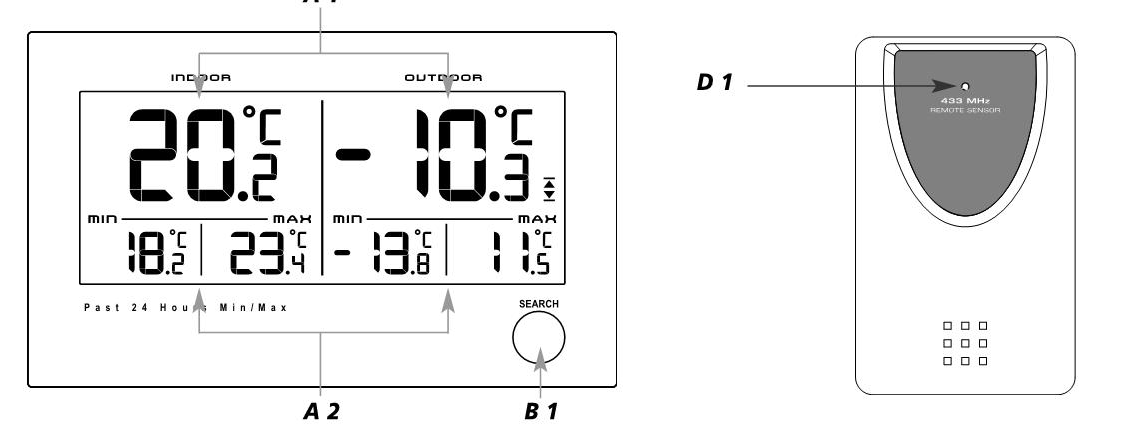 A 1
INDOOR OUTDOOR
D 1
433 MHz
REMOTE SENSOR
20.2 °C -10.3 °C
MIN MAX MIN MAX
18.2 °C 23.4 °C -13.8 °C 11.5 °C
Past 24 Hours Min/Max
SEARCH
A 2
B 1